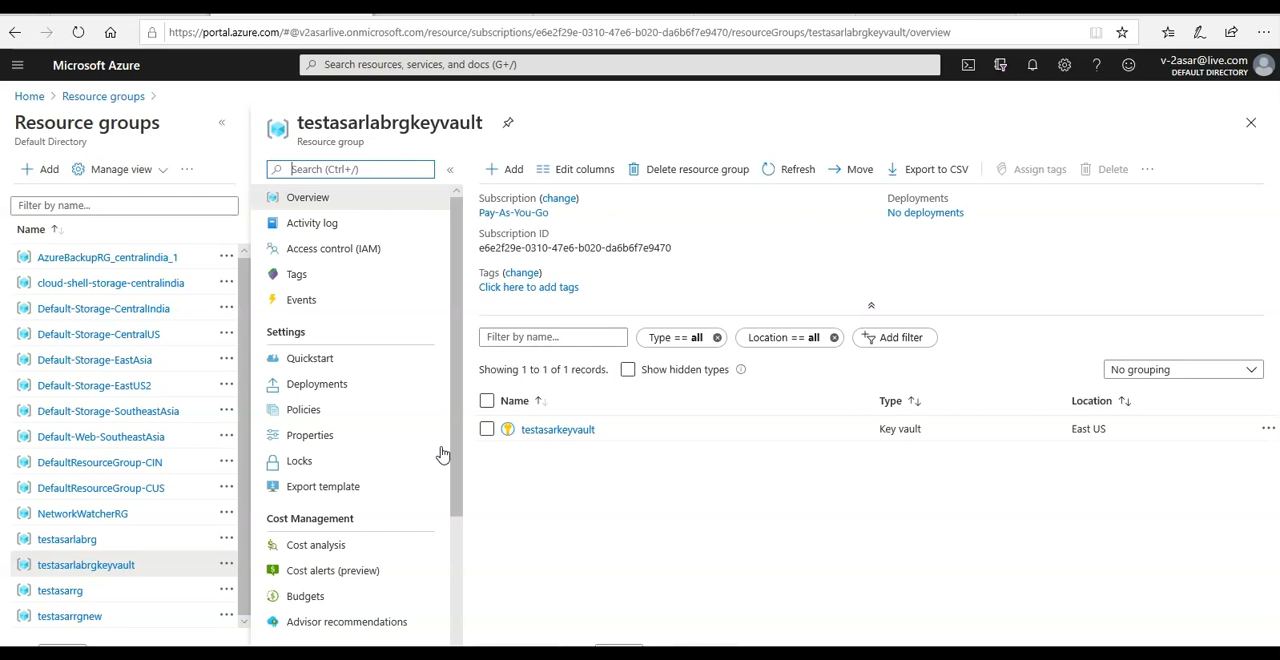 https://portal.azure.com/#@v2asarlive.onmicrosoft.com/resource/subscriptions/e6e2f29e-0310-47e6-b020-da6b6f7e9470/resourceGroups/testasarlabrgkeyvault/overview
Microsoft Azure
Search resources, services, and docs (G+/)
v-2asar@live.com
DEFAULT DIRECTORY
Home > Resource groups >
Resource groups
Default Directory
Add
Manage view
Filter by name...
Name
AzureBackupRG_centralindia_1
cloud-shell-storage-centralindia
Default-Storage-CentralIndia
Default-Storage-CentralUS
Default-Storage-EastAsia
Default-Storage-EastUS2
Default-Storage-SoutheastAsia
Default-Web-SoutheastAsia
DefaultResourceGroup-CIN
DefaultResourceGroup-CUS
NetworkWatcherRG
testasarlabrg
testasarlabrgkeyvault
testasarrg
testasarrgnew
testasarlabrgkeyvault
Resource group
Search (Ctrl+/)
Overview
Activity log
Access control (IAM)
Tags
Events
Settings
Quickstart
Deployments
Policies
Properties
Locks
Export template
Cost Management
Cost analysis
Cost alerts (preview)
Budgets
Advisor recommendations
Add Edit columns Delete resource group Refresh Move Export to CSV Assign tags Delete
Subscription (change)
Pay-As-You-Go
Subscription ID
e6e2f29e-0310-47e6-b020-da6b6f7e9470
Tags (change)
Click here to add tags
Deployments
No deployments
Filter by name...
Type == all
Location == all
Add filter
Showing 1 to 1 of 1 records.
Show hidden types
No grouping
Name Type Location
testasarkeyvault Key vault East US